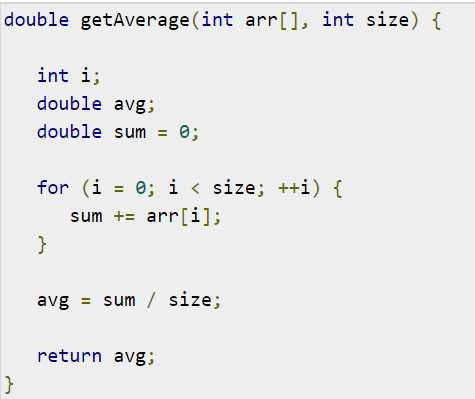 double getAverage(int arr[], int size) {
int i;
double avg;
double sum = 0;
for (i = 0; i < size; ++i) {
sum += arr[i];
}
avg = sum / size;
return avg;
}